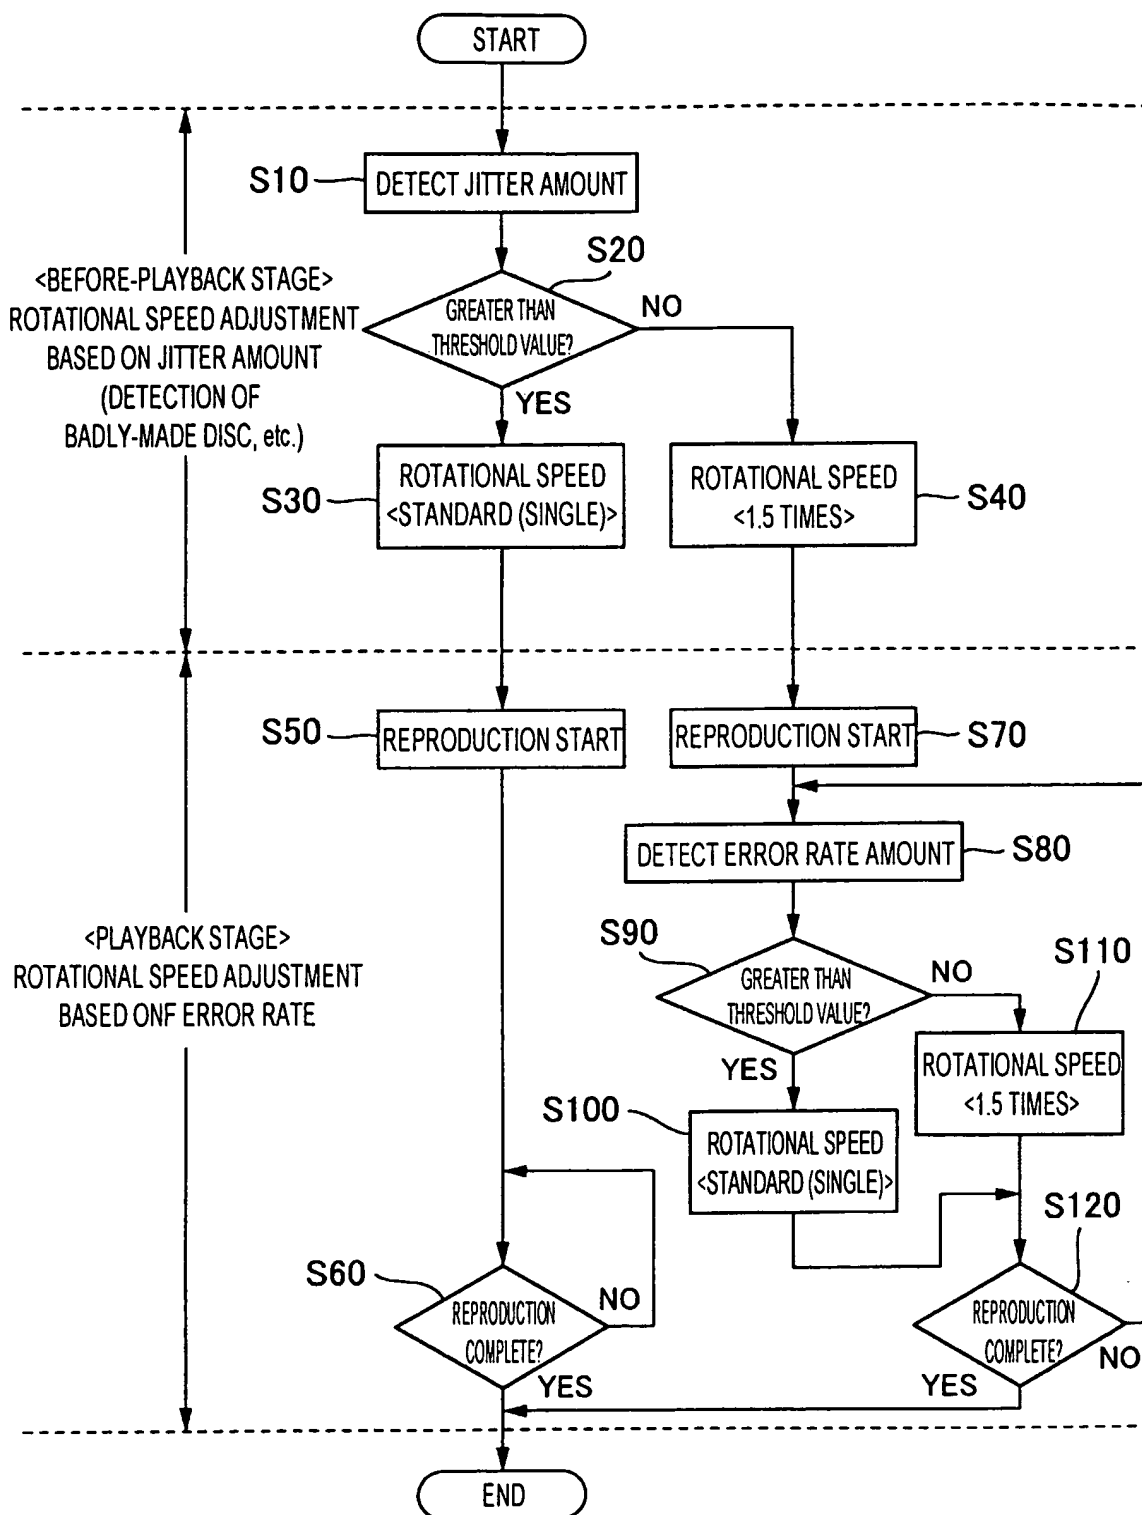 START
S10
DETECT JITTER AMOUNT
S20
GREATER THAN
THRESHOLD VALUE?
NO
YES
<BEFORE-PLAYBACK STAGE>
ROTATIONAL SPEED ADJUSTMENT
BASED ON JITTER AMOUNT
(DETECTION OF
BADLY-MADE DISC, etc.)
S30
ROTATIONAL SPEED
<STANDARD (SINGLE)>
ROTATIONAL SPEED
<1.5 TIMES>
S40
S50
REPRODUCTION START
REPRODUCTION START
S70
DETECT ERROR RATE AMOUNT
S80
<PLAYBACK STAGE>
ROTATIONAL SPEED ADJUSTMENT
BASED ONF ERROR RATE
S90
GREATER THAN
THRESHOLD VALUE?
NO
YES
S110
ROTATIONAL SPEED
<1.5 TIMES>
S100
ROTATIONAL SPEED
<STANDARD (SINGLE)>
S120
S60
REPRODUCTION
COMPLETE?
NO
YES
REPRODUCTION
COMPLETE?
NO
YES
END